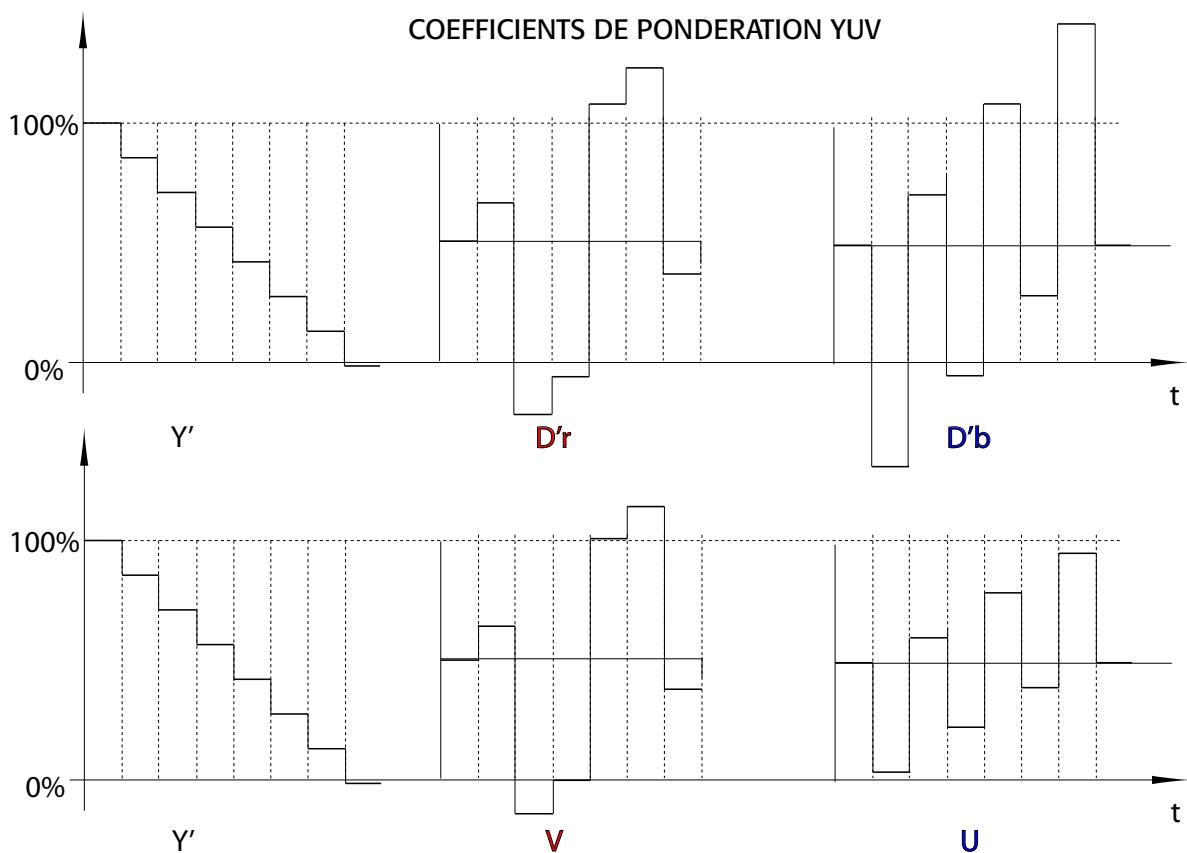 COEFFICIENTS DE PONDERATION YUV
100%
0%
t
Y’ D’r D’b
100%
0%
t
Y’ V U